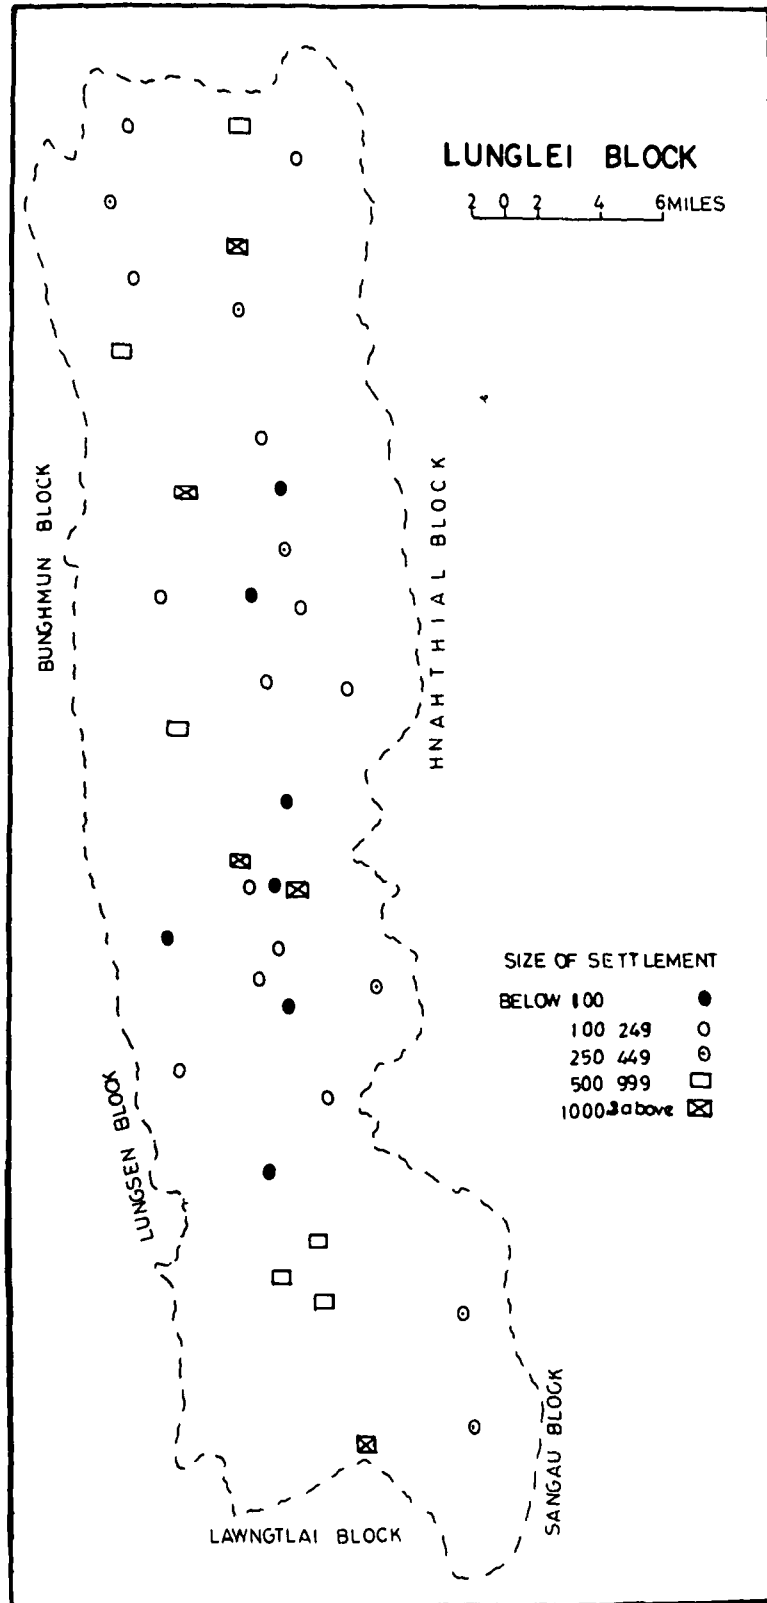 LUNGLEI BLOCK
2 0 2 4 6 MILES
BUNGHMUN BLOCK
HNAHTHIAL BLOCK
SIZE OF SETTLEMENT
BELOW 100
100 249
250 449
500 999
1000 & above
LUNGSEN BLOCK
SANGAU BLOCK
LAWNGTLAI BLOCK